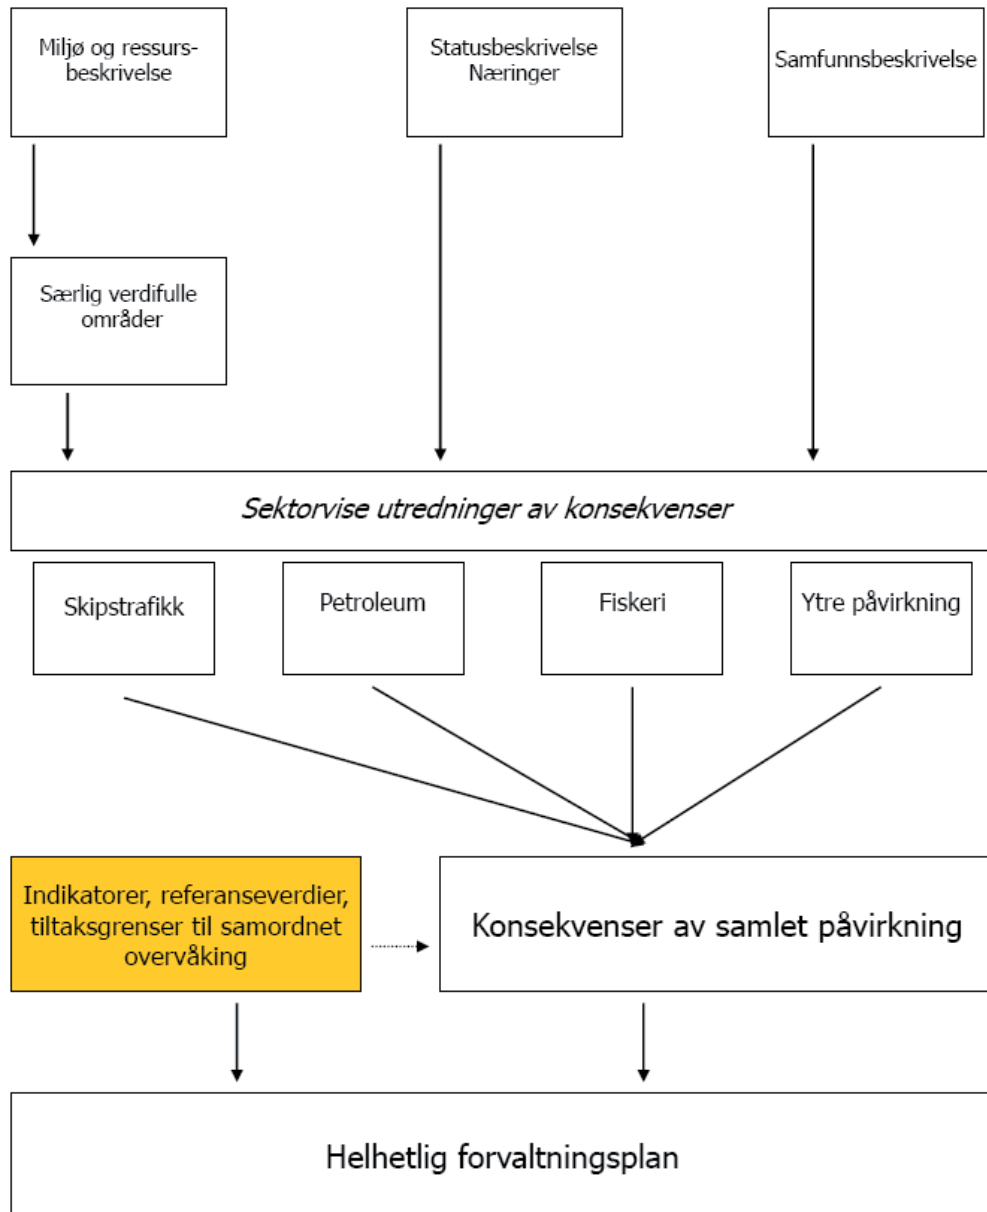 Miljø og ressurs-
beskrivelse
Statusbeskrivelse
Næringer
Samfunnsbeskrivelse
Særlig verdifulle
områder
Sektorvise utredninger av konsekvenser
Skipstrafikk
Petroleum
Fiskeri
Ytre påvirkning
Indikatorer, referanseverdier,
tiltaksgrenser til samordnet
overvåking
Konsekvenser av samlet påvirkning
Helhetlig forvaltningsplan